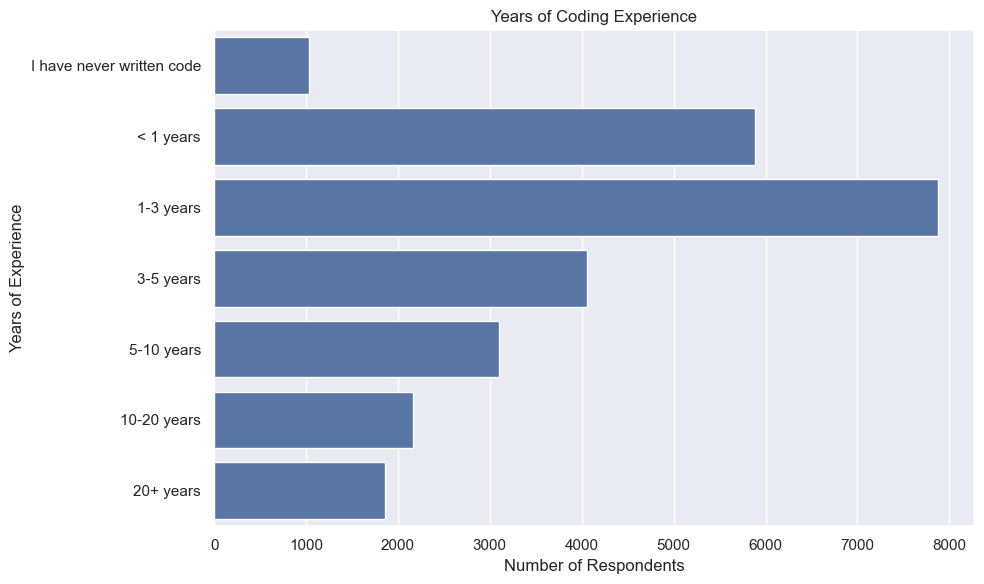 Years of Coding Experience
I have never written code
< 1 years
1-3 years
3-5 years
5-10 years
10-20 years
20+ years
Years of Experience
0 1000 2000 3000 4000 5000 6000 7000 8000
Number of Respondents